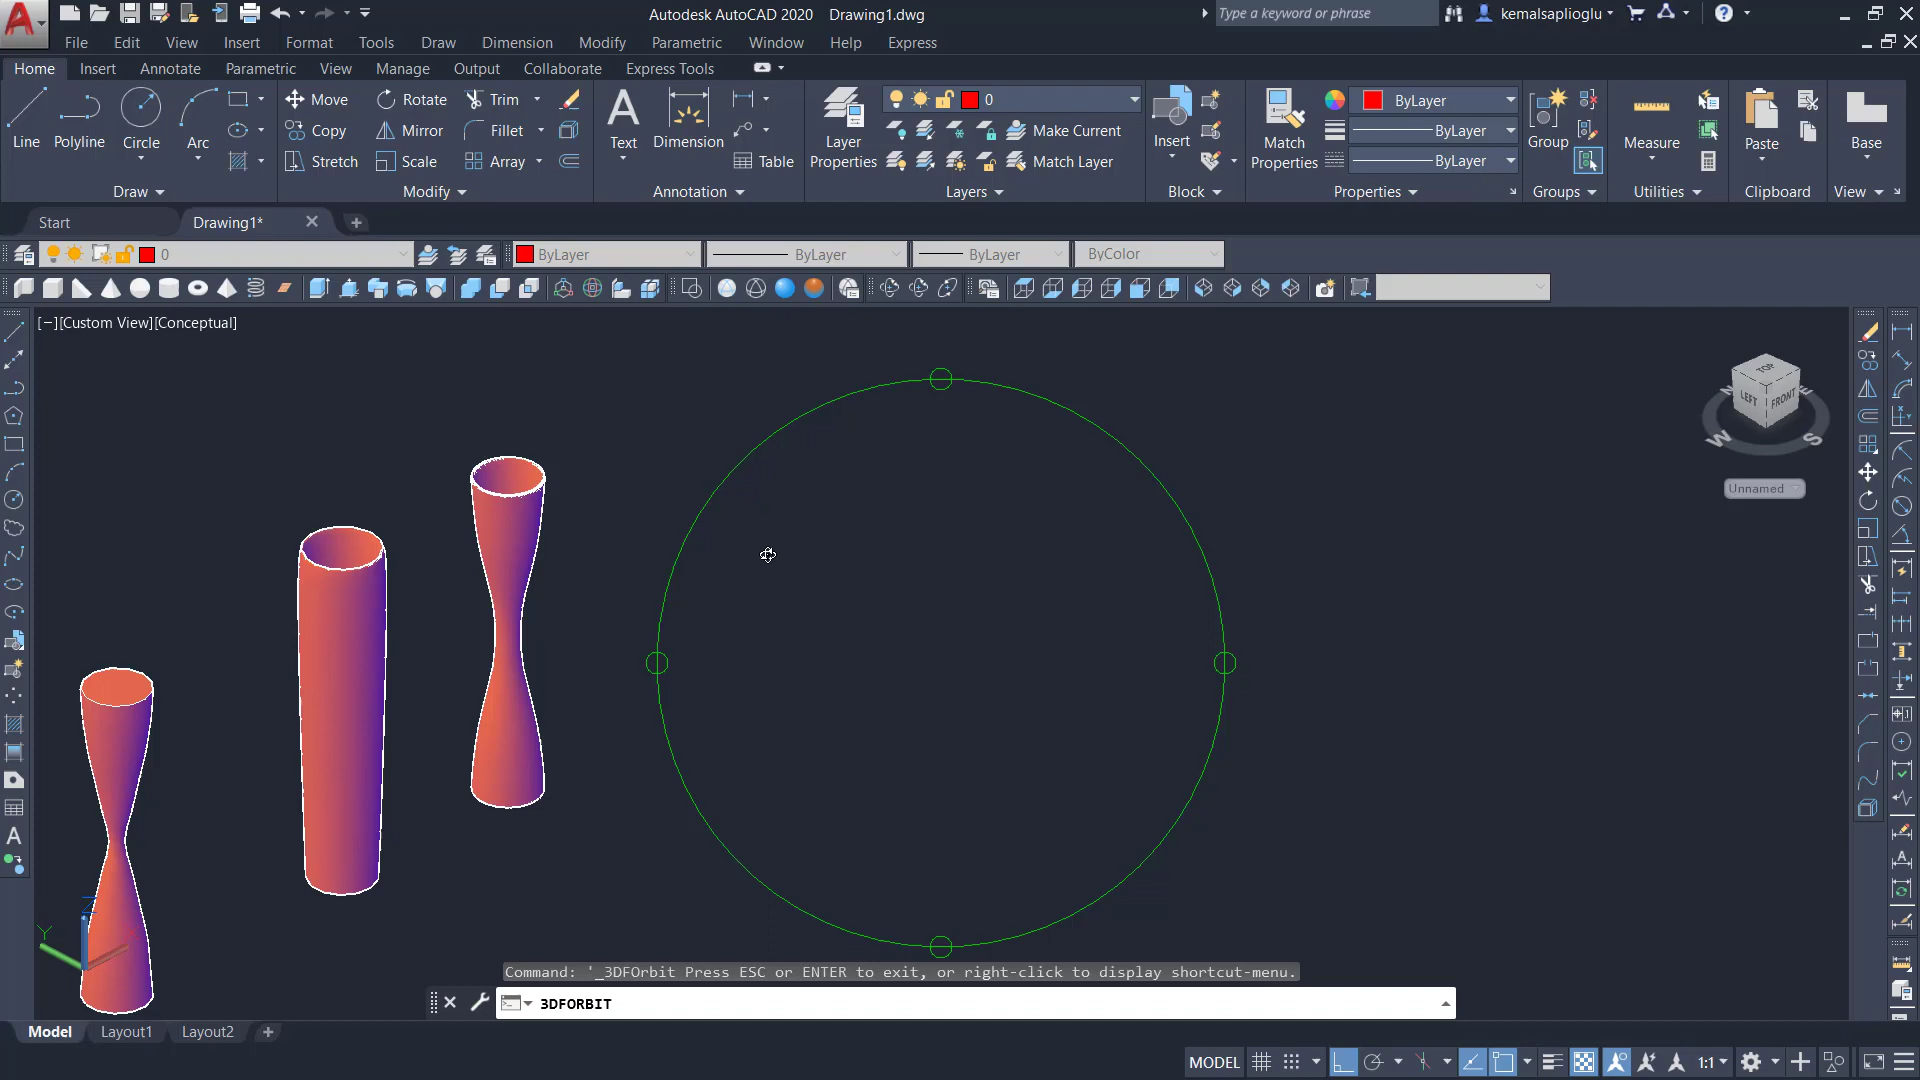 Autodesk AutoCAD 2020 Drawing1.dwg
Type a keyword or phrase
kemalsaplioglu
File Edit View Insert Format Tools Draw Dimension Modify Parametric Window Help Express
Home Insert Annotate Parametric View Manage Output Collaborate Express Tools
Line Polyline Circle Arc
Move Rotate Trim
Copy Mirror Fillet
Stretch Scale Array
Text Dimension Table
Layer Properties
0
Make Current
Match Layer
Insert
Match Properties
ByLayer
ByLayer
ByLayer
Group
Measure
Paste
Base
Draw Modify Annotation Layers Block Properties Groups Utilities Clipboard View
Start Drawing1* 
0 ByLayer ByLayer ByLayer ByColor
[−][Custom View][Conceptual]
TOP
LEFT FRONT
N E
W S
Unnamed
Z
Y
Command: '_3DFOrbit Press ESC or ENTER to exit, or right-click to display shortcut-menu.
3DFORBIT
Model Layout1 Layout2
MODEL 1:1